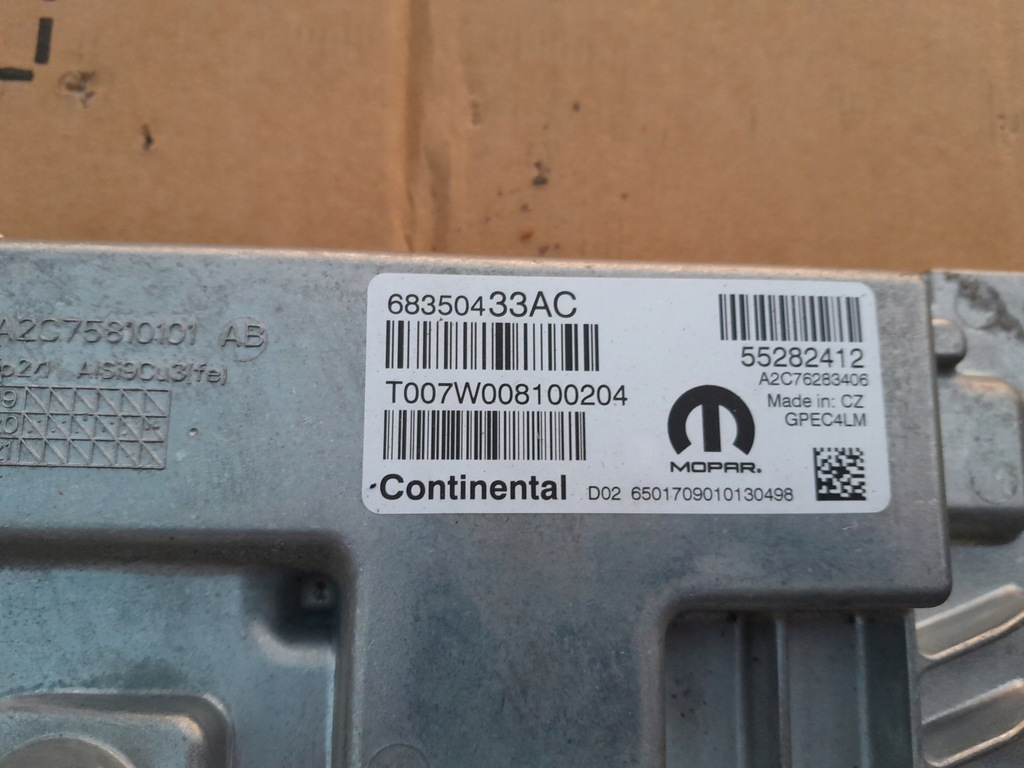 A2C75810101 AB
AlSi9Cu3(fe)
68350433AC
T007W008100204
Continental
D02 6501709010130498
55282412
A2C76283406
Made in: CZ
GPEC4LM
MOPAR.